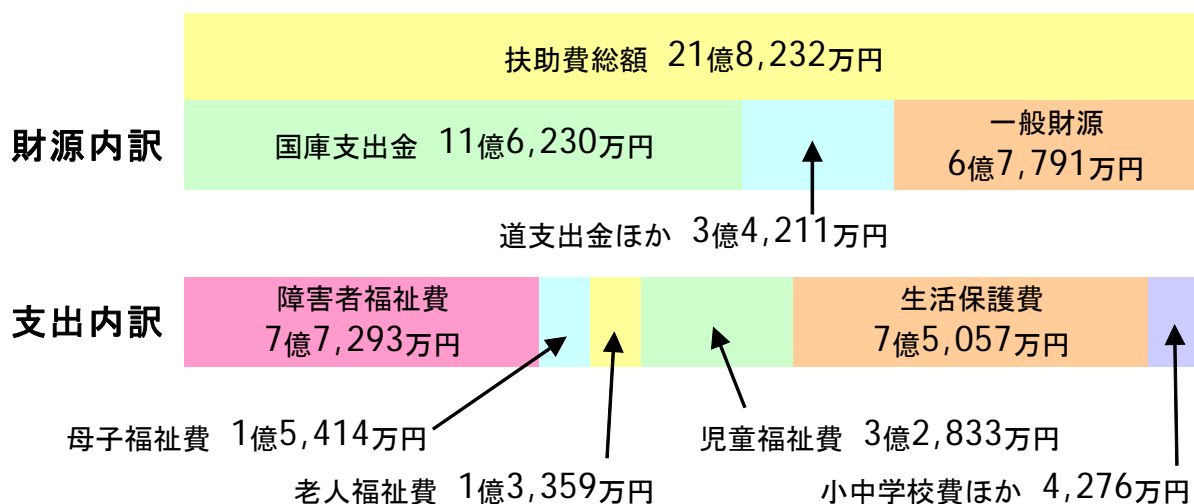 扶助費総額 21億8,232万円
財源内訳
国庫支出金 11億6,230万円
一般財源
6億7,791万円
道支出金ほか 3億4,211万円
支出内訳
障害者福祉費
7億7,293万円
生活保護費
7億5,057万円
母子福祉費 1億5,414万円
児童福祉費 3億2,833万円
老人福祉費 1億3,359万円
小中学校費ほか 4,276万円